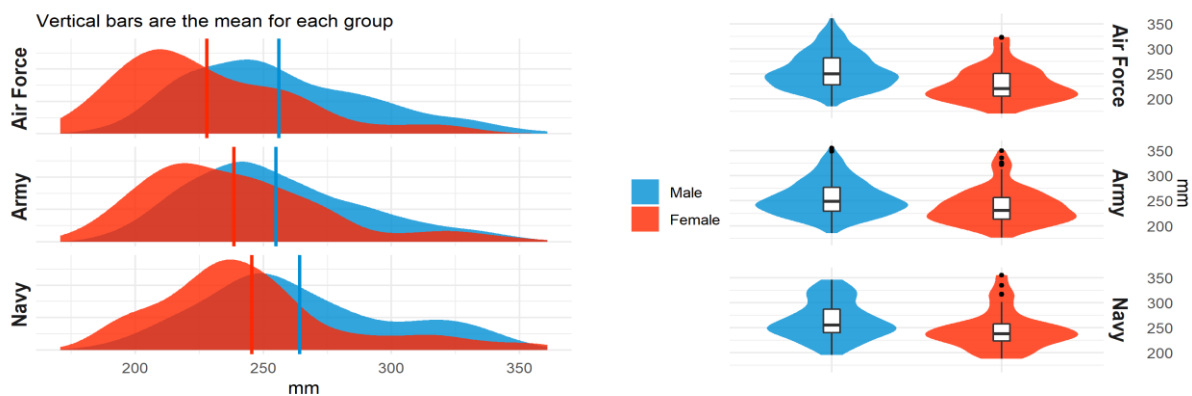 Vertical bars are the mean for each group
Air Force
Army
Navy
200 250 300 350
mm
Male
Female
350
300
250
200
Air Force
350
300
250
200
Army
mm
350
300
250
200
Navy